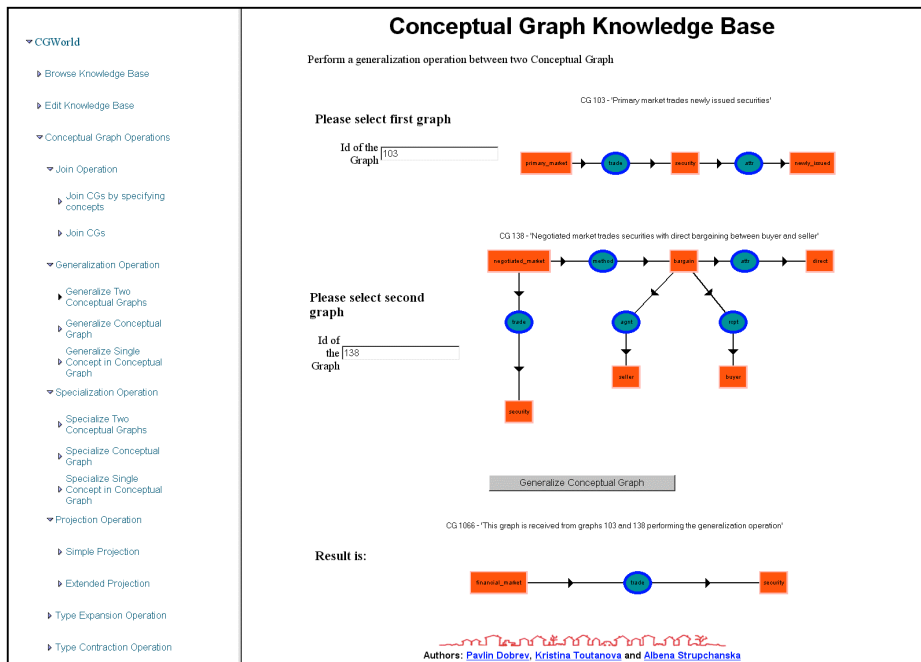 Conceptual Graph Knowledge Base
CGWorld
Browse Knowledge Base
Edit Knowledge Base
Conceptual Graph Operations
Join Operation
Join CGs by specifying
concepts
Join CGs
Generalization Operation
Generalize Two
Conceptual Graphs
Generalize Conceptual
Graph
Generalize Single
Concept in Conceptual
Graph
Specialization Operation
Specialize Two
Conceptual Graphs
Specialize Conceptual
Graph
Specialize Single
Concept in Conceptual
Graph
Projection Operation
Simple Projection
Extended Projection
Type Expansion Operation
Type Contraction Operation
Perform a generalization operation between two Conceptual Graph
CG 103 - 'Primary market trades newly issued securities'
Please select first graph
Id of the
Graph 103
primary_market trade security attr newly_issued
CG 138 - 'Negotiated market trades securities with direct bargaining between buyer and seller'
negotiated_market method bargain attr direct
Please select second
graph
trade agnt rcpt
Id of
the 138
Graph
seller buyer
security
Generalize Conceptual Graph
CG 1066 - 'This graph is received from graphs 103 and 138 performing the generalization operation'
Result is:
financial_market trade security
Authors: Pavlin Dobrev, Kristina Toutanova and Albena Strupchanska